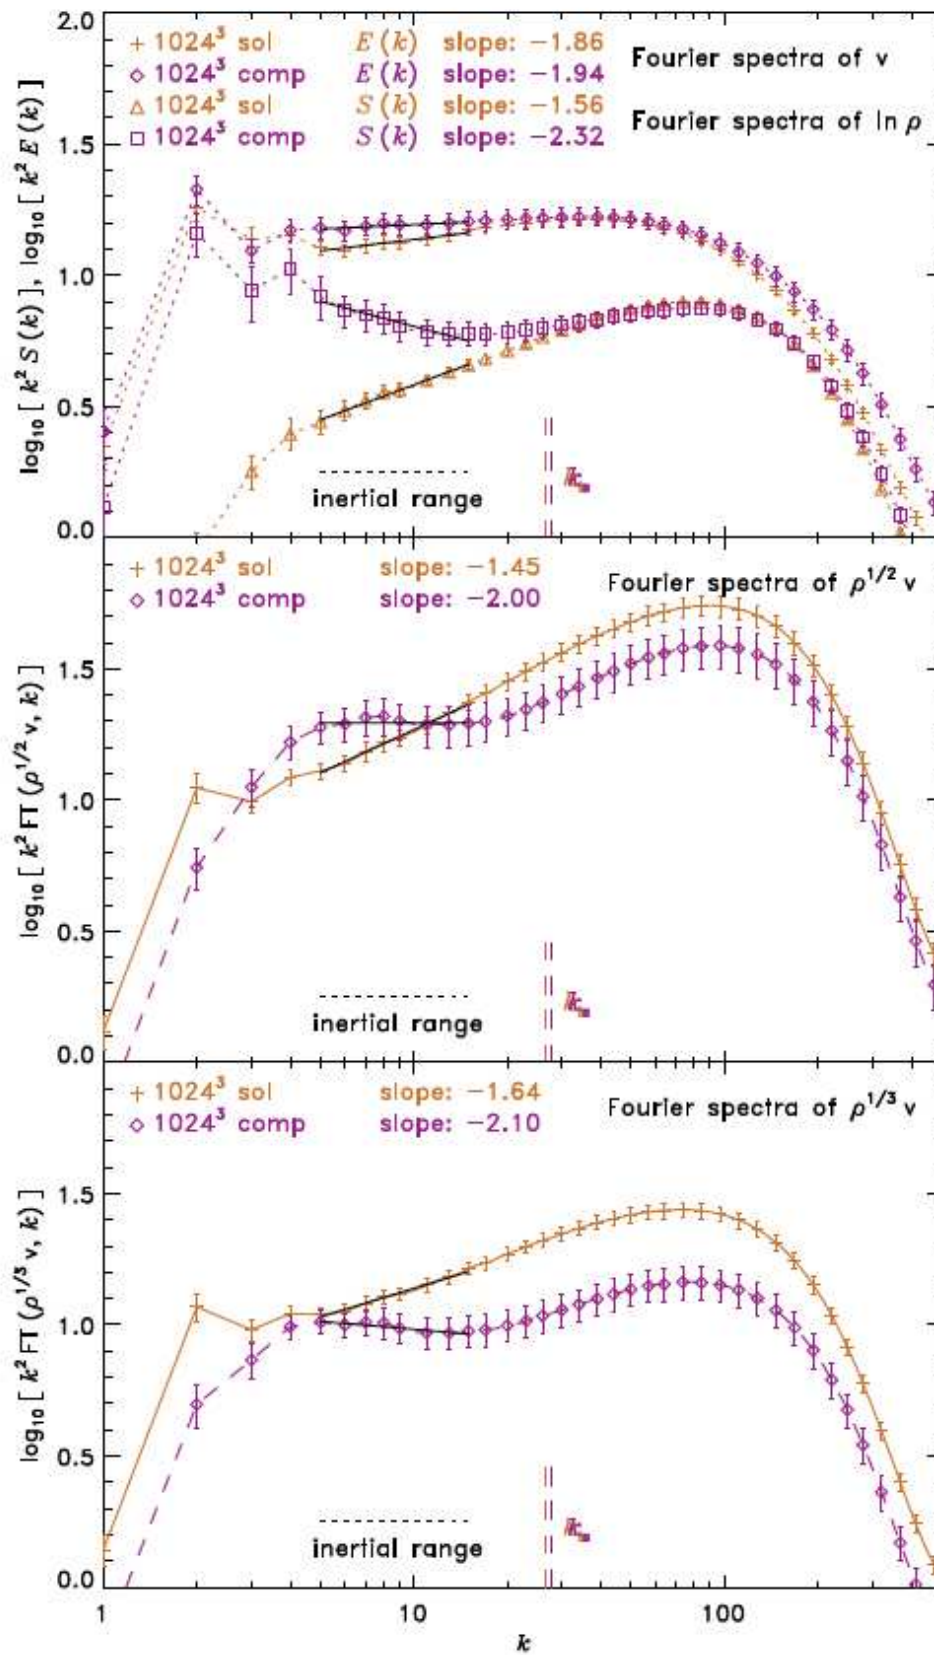 2.0
+ 1024³ sol E(k) slope: −1.86
◇ 1024³ comp E(k) slope: −1.94
Fourier spectra of v
△ 1024³ sol S(k) slope: −1.56
□ 1024³ comp S(k) slope: −2.32
Fourier spectra of ln ρ
log₁₀ [ k² S(k) ], log₁₀ [ k² E(k) ]
1.5
1.0
0.5
inertial range
0.0
+ 1024³ sol slope: −1.45
◇ 1024³ comp slope: −2.00
Fourier spectra of ρ^{1/2} v
log₁₀ [ k² FT (ρ^{1/2} v, k) ]
1.5
1.0
0.5
inertial range
0.0
+ 1024³ sol slope: −1.64
◇ 1024³ comp slope: −2.10
Fourier spectra of ρ^{1/3} v
log₁₀ [ k² FT (ρ^{1/3} v, k) ]
1.5
1.0
0.5
inertial range
0.0
1 10 100
k